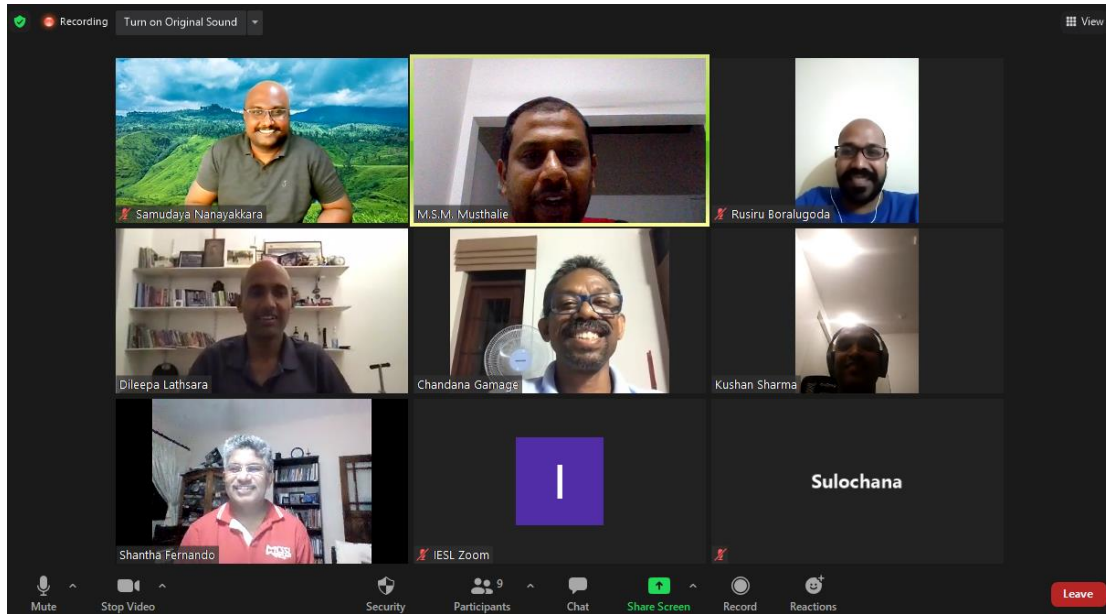 Recording Turn on Original Sound View
Samudaya Nanayakkara M.S.M. Musthalie Rusiru Boralugoda
Dileepa Lathsara Chandana Gamage Kushan Sharma
I
Sulochana
Shantha Fernando IESL Zoom
9
Mute Stop Video Security Participants Chat Share Screen Record Reactions Leave